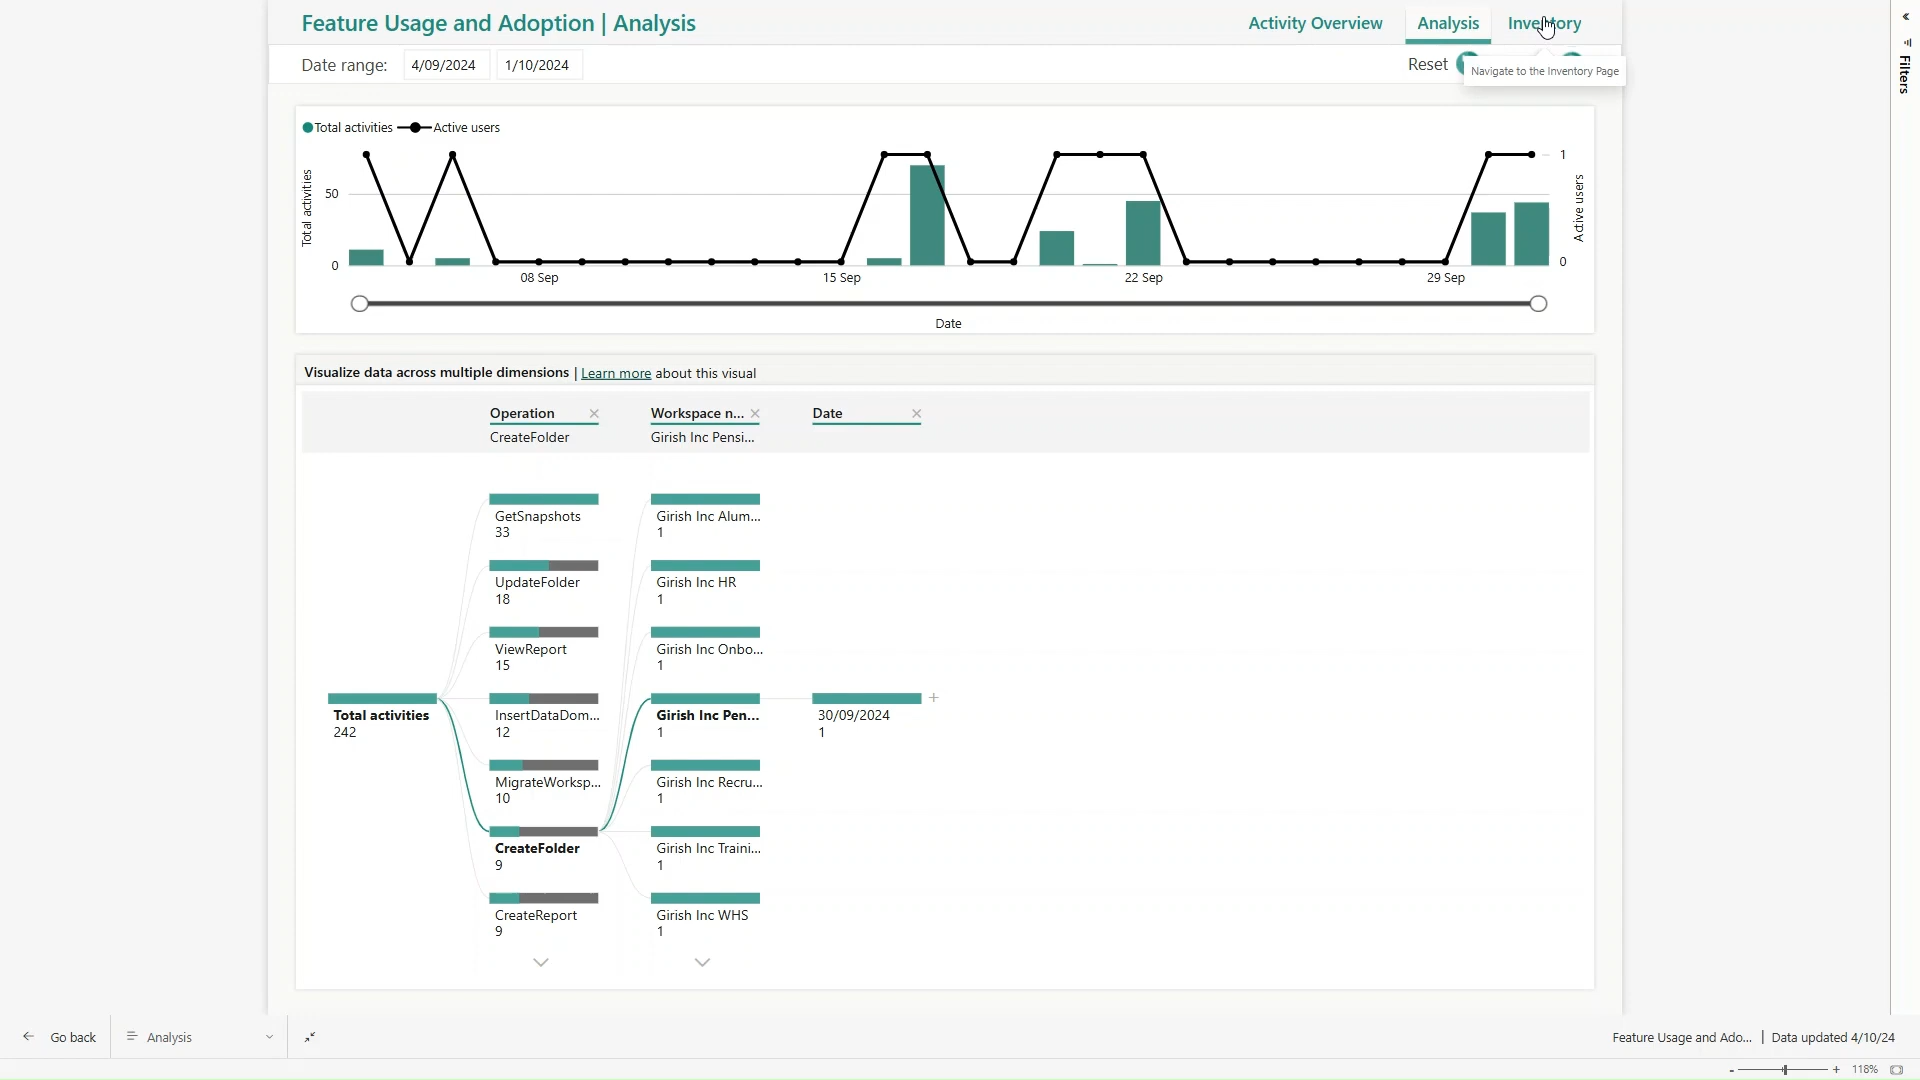 Feature Usage and Adoption | Analysis
Activity Overview
Analysis
Inventory
Date range:
4/09/2024
1/10/2024
Reset
Navigate to the Inventory Page
Filters
Total activities
Active users
Total activities
50
0
1
0
Active users
08 Sep
15 Sep
22 Sep
29 Sep
Date
Visualize data across multiple dimensions | Learn more about this visual
Operation
Workspace n...
Date
CreateFolder
Girish Inc Pensi...
GetSnapshots
33
UpdateFolder
18
ViewReport
15
InsertDataDom...
12
MigrateWorksp...
10
CreateFolder
9
CreateReport
9
Total activities
242
Girish Inc Alum...
1
Girish Inc HR
1
Girish Inc Onbo...
1
Girish Inc Pen...
1
Girish Inc Recru...
1
Girish Inc Traini...
1
Girish Inc WHS
1
30/09/2024
1
Go back
Analysis
Feature Usage and Ado... | Data updated 4/10/24
- + 118%